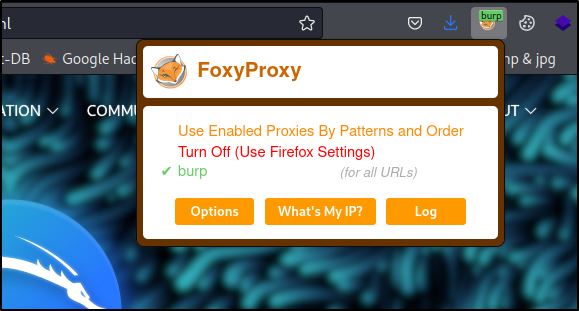 nl
burp
t-DB
Google Hac
mp & jpg
FoxyProxy
ATION
COMMU
UT
Use Enabled Proxies By Patterns and Order
Turn Off (Use Firefox Settings)
✔ burp (for all URLs)
Options What's My IP? Log